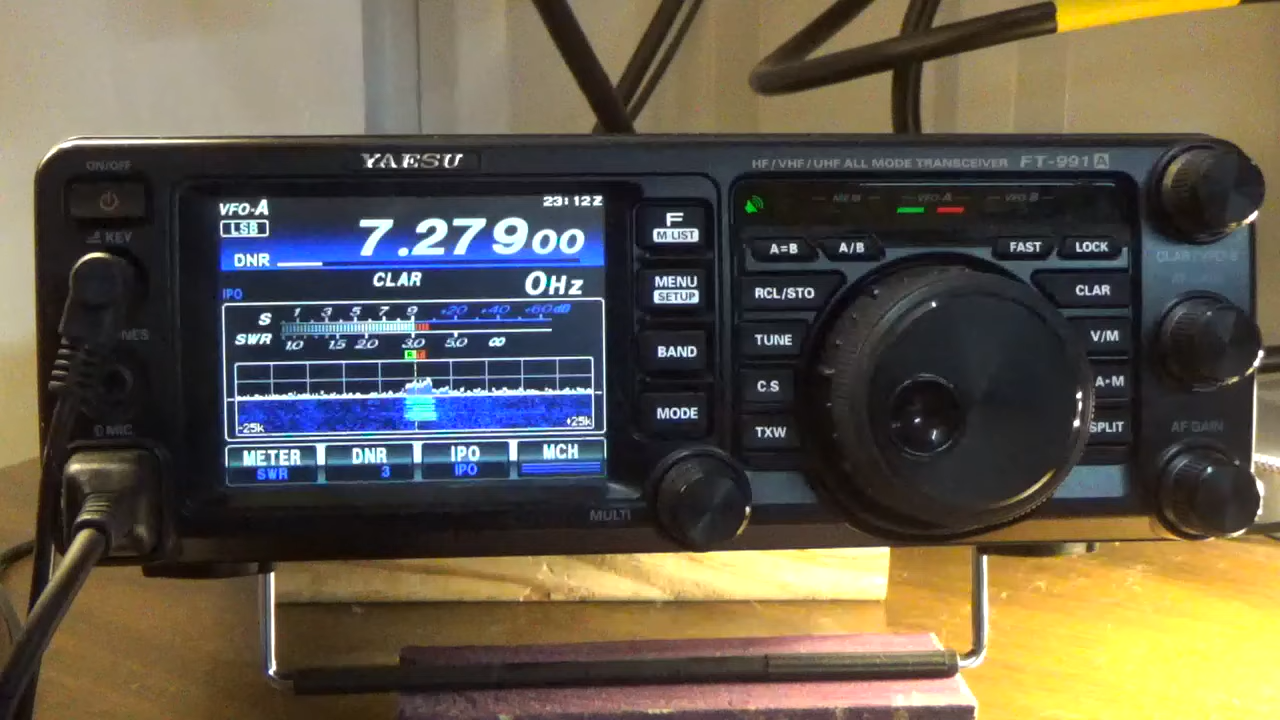 ON/OFF
YAESU
HF/VHF/UHF ALL MODE TRANSCEIVER FT-991A
VFO-A
23:12Z
LSB
7.27900
DNR
CLAR 0Hz
IPO
S 1 3 5 7 9 +20 +40 +60dB
SWR 1.0 1.5 2.0 3.0 5.0 ∞
-25k +25k
METER DNR IPO MCH
SWR 3 IPO
KEY
MIC
F
M-LIST
MENU
SETUP
BAND
MODE
MULTI
VFO-A VFO-B
A=B A/B FAST LOCK
RCL/STO CLAR
TUNE V/M
C.S A▶M
TXW SPLIT
AF GAIN